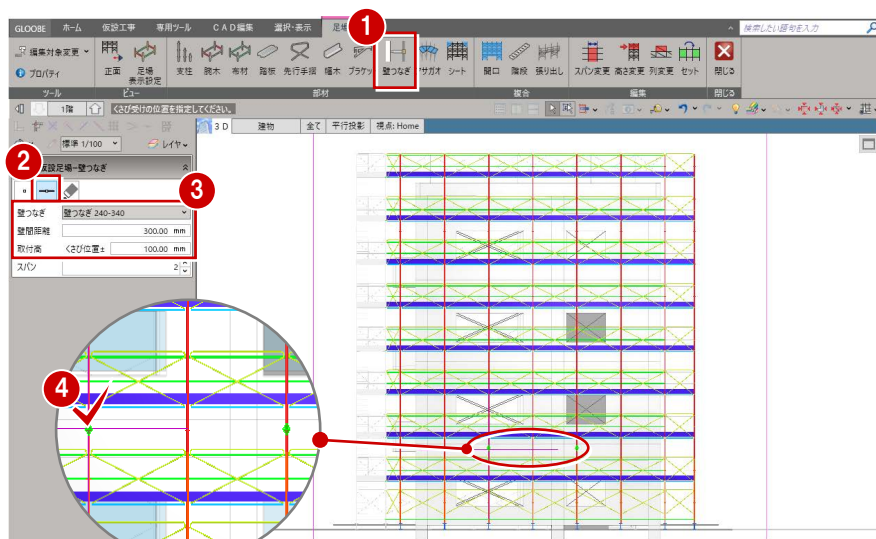 GLOOBE ホーム 仮設工事 専用ツール CAD編集 選択・表示 足場
検索したい語句を入力
編集対象変更
プロパティ
正面 足場表示設定
支柱 腕木 布材 踏板 先行手摺 幅木 ブラケッ 壁つなぎ サガオ シート
開口 階段 張り出し
スパン変更 高さ変更 列変更 セット
閉じる
ツール ビュー 部材 複合 編集 閉じる
1階 くさび受けの位置を指定してください。
3D 建物 全て 平行投影 視点: Home
標準 1/100 レイヤ
仮設足場-壁つなぎ
壁つなぎ 壁つなぎ 240-340
壁間距離 300.00 mm
取付高 くさび位置± 100.00 mm
スパン 2
1
2
3
4